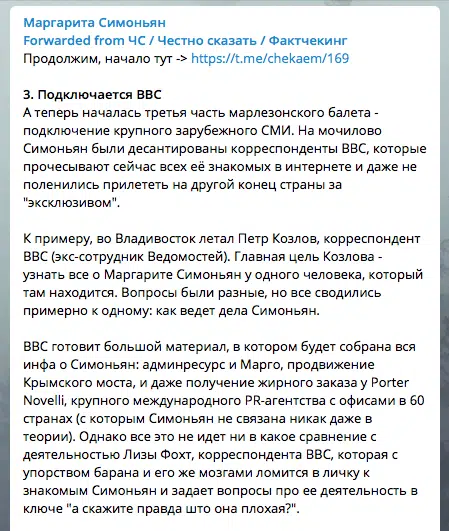 Маргарита Симоньян
Forwarded from ЧС / Честно сказать / Фактчекинг
Продолжим, начало тут -> https://t.me/chekaem/169
3. Подключается BBC
А теперь началась третья часть марлезонского балета -
подключение крупного зарубежного СМИ. На мочилово
Симоньян были десантированы корреспонденты BBC, которые
прочесывают сейчас всех её знакомых в интернете и даже не
поленились прилететь на другой конец страны за
"эксклюзивом".
К примеру, во Владивосток летал Петр Козлов, корреспондент
BBC (экс-сотрудник Ведомостей). Главная цель Козлова -
узнать все о Маргарите Симоньян у одного человека, который
там находится. Вопросы были разные, но все сводились
примерно к одному: как ведет дела Симоньян.
BBC готовит большой материал, в котором будет собрана вся
инфа о Симоньян: админресурс и Марго, продвижение
Крымского моста, и даже получение жирного заказа у Porter
Novelli, крупного международного PR-агентства с офисами в 60
странах (с которым Симоньян не связана никак даже в
теории). Однако все это не идет ни в какое сравнение с
деятельностью Лизы Фохт, корреспондента BBC, которая с
упорством барана и его же мозгами ломится в личку к
знакомым Симоньян и задает вопросы про ее деятельность в
ключе "а скажите правда што она плохая?".